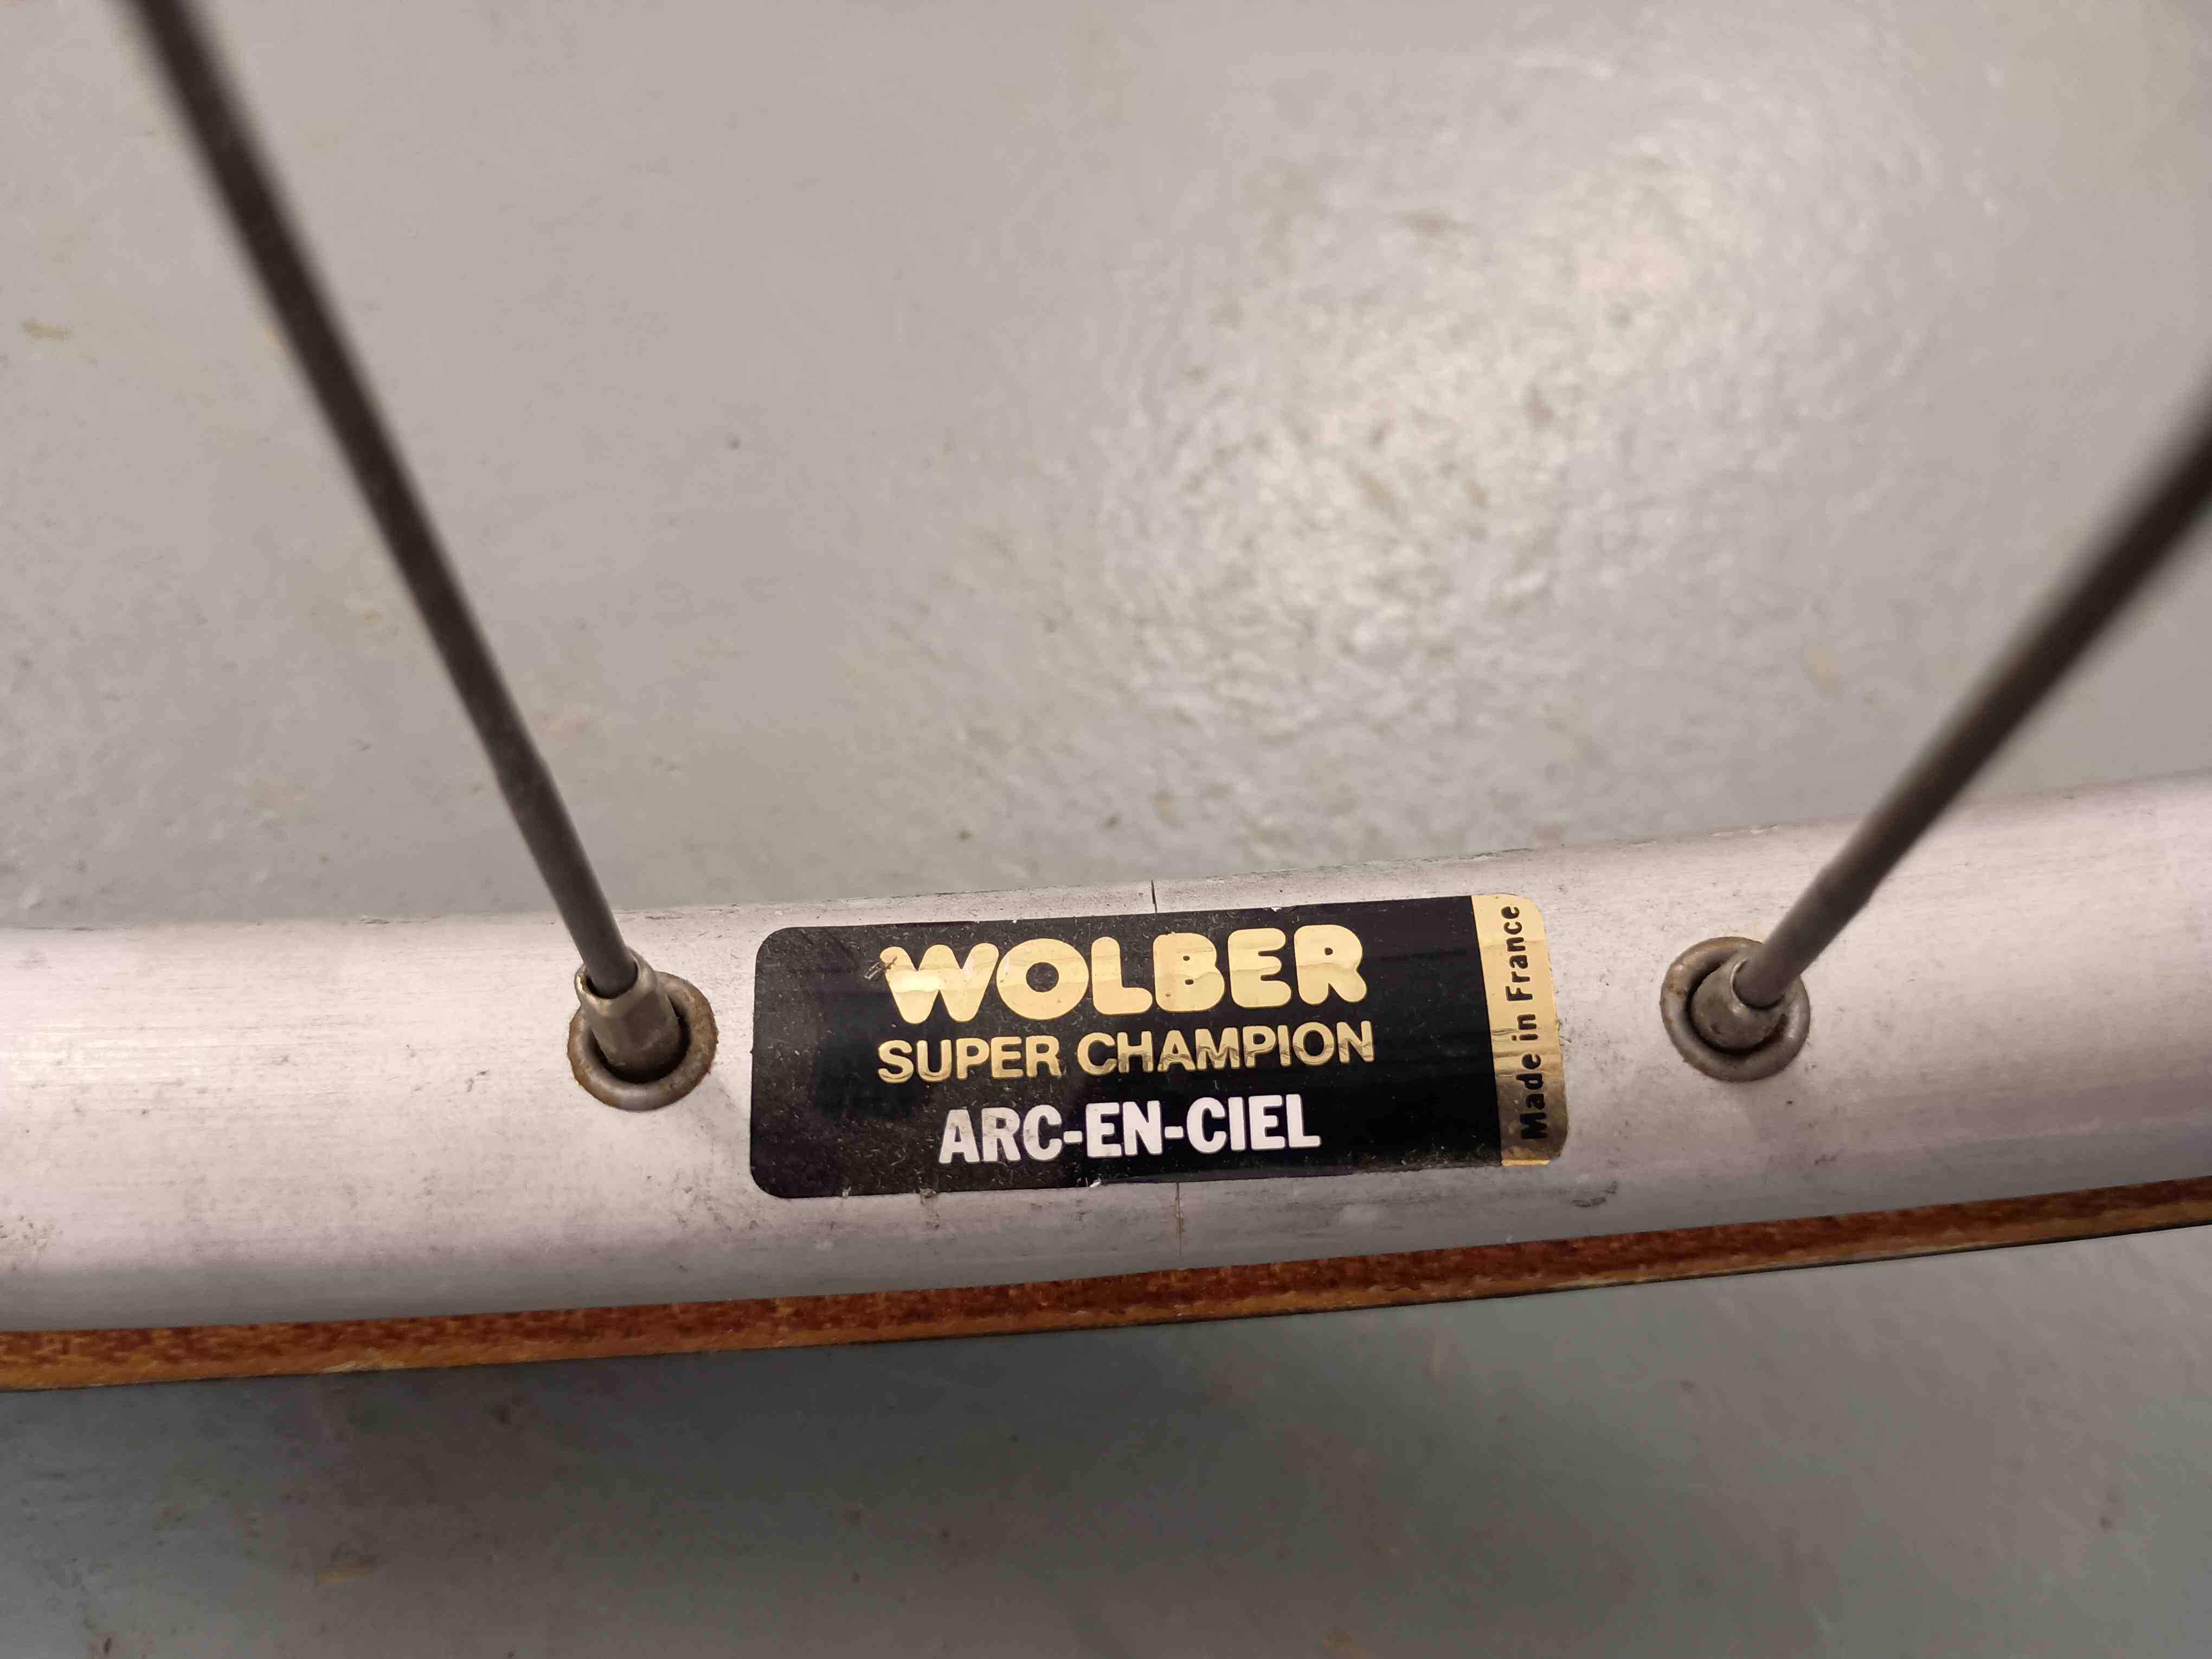 WOLBER
SUPER CHAMPION
ARC-EN-CIEL
Made in France